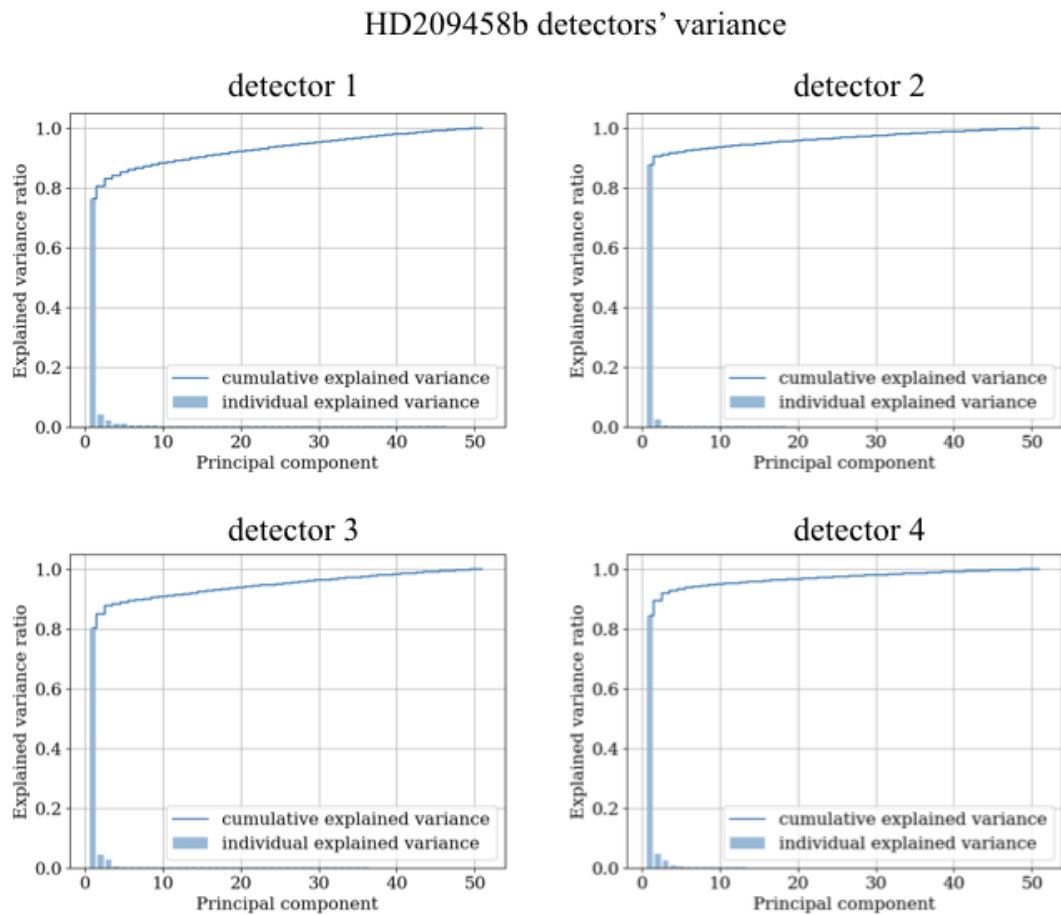 HD209458b detectors’ variance
detector 1
1.0
0.8
0.6
0.4
0.2
0.0
Explained variance ratio
cumulative explained variance
individual explained variance
0 10 20 30 40 50
Principal component
detector 2
1.0
0.8
0.6
0.4
0.2
0.0
Explained variance ratio
cumulative explained variance
individual explained variance
0 10 20 30 40 50
Principal component
detector 3
1.0
0.8
0.6
0.4
0.2
0.0
Explained variance ratio
cumulative explained variance
individual explained variance
0 10 20 30 40 50
Principal component
detector 4
1.0
0.8
0.6
0.4
0.2
0.0
Explained variance ratio
cumulative explained variance
individual explained variance
0 10 20 30 40 50
Principal component